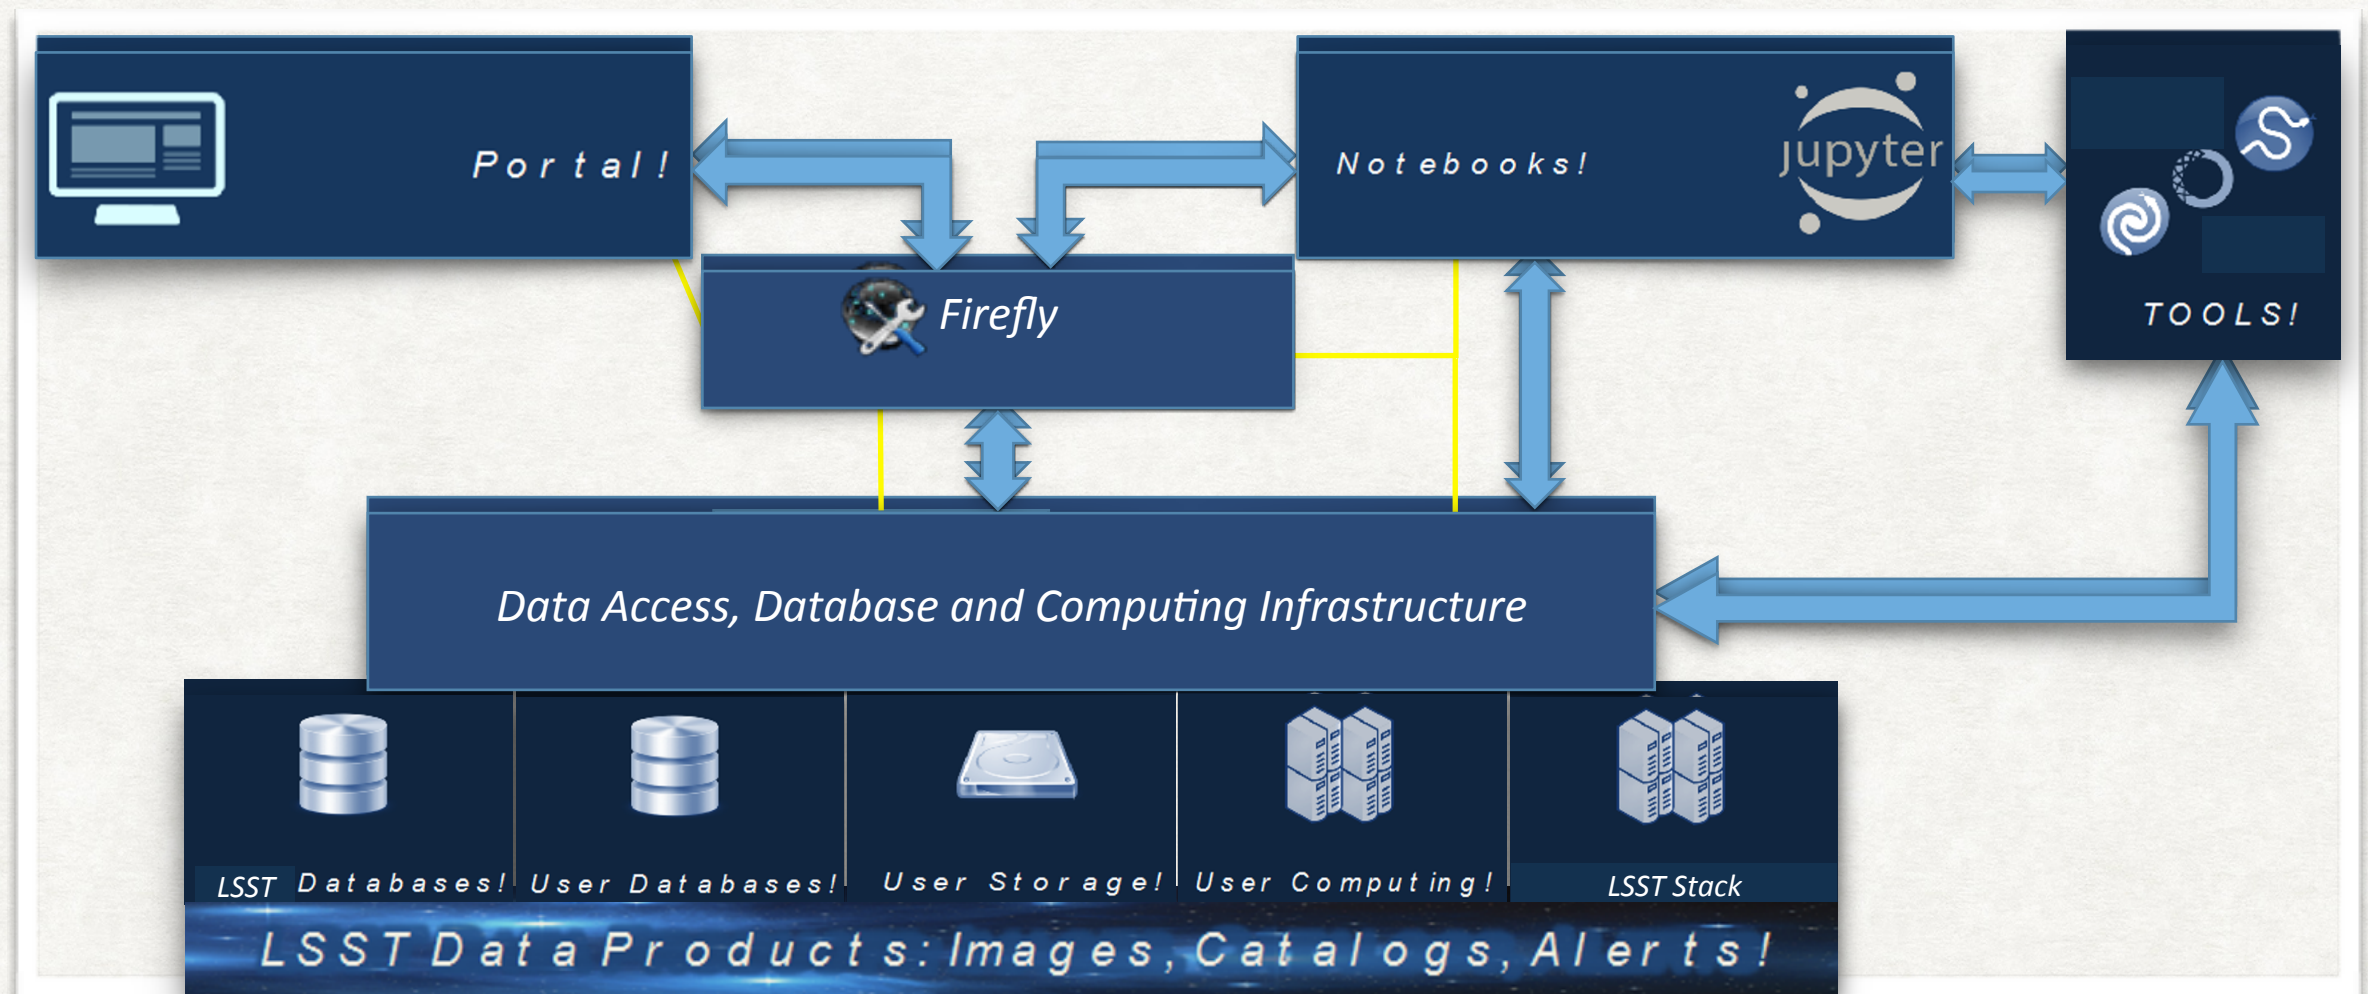 Portal!
Notebooks!
jupyter
TOOLS!
Firefly
Data Access, Database and Computing Infrastructure
LSST Databases!
User Databases!
User Storage!
User Computing!
LSST Stack
LSST Data Products: Images, Catalogs, Alerts!